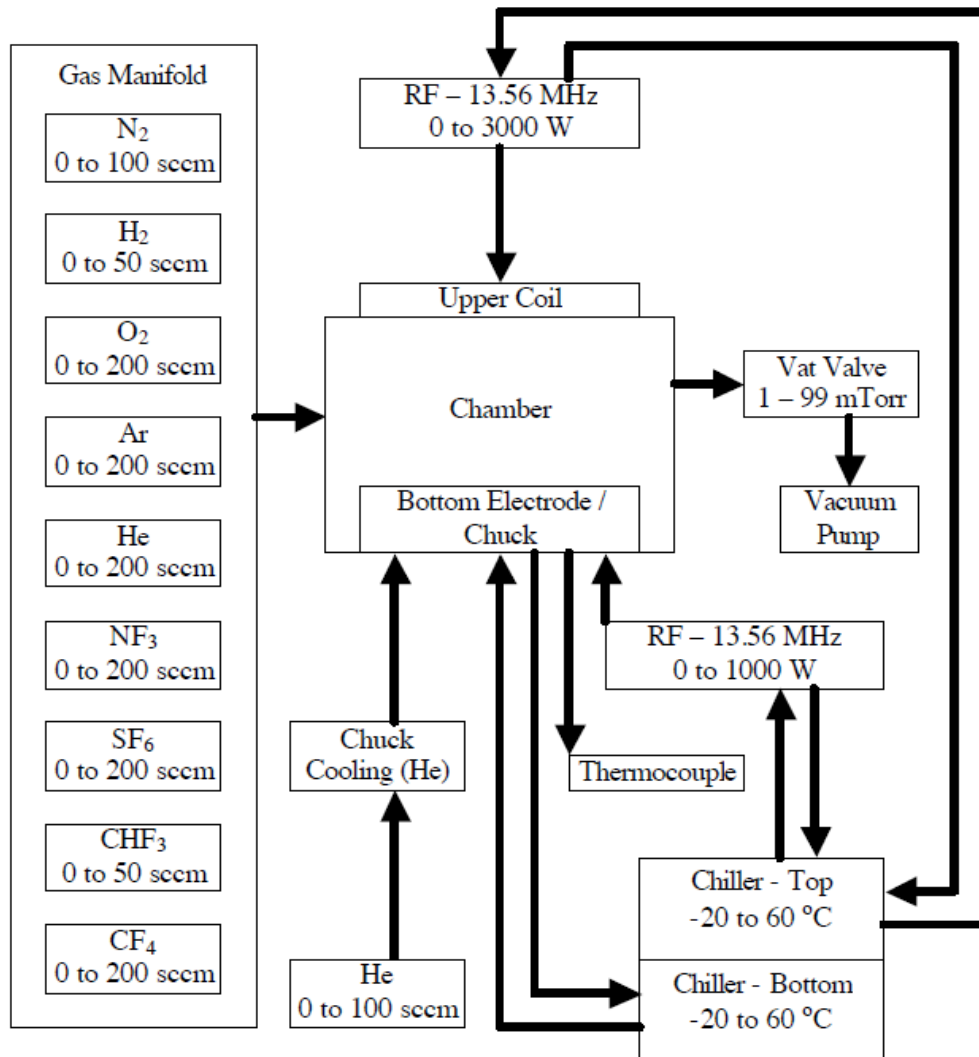 Gas Manifold
N₂
0 to 100 sccm
H₂
0 to 50 sccm
O₂
0 to 200 sccm
Ar
0 to 200 sccm
He
0 to 200 sccm
NF₃
0 to 200 sccm
SF₆
0 to 200 sccm
CHF₃
0 to 50 sccm
CF₄
0 to 200 sccm
RF – 13.56 MHz
0 to 3000 W
Upper Coil
Chamber
Bottom Electrode /
Chuck
Vat Valve
1 – 99 mTorr
Vacuum
Pump
RF – 13.56 MHz
0 to 1000 W
Chuck
Cooling (He)
Thermocouple
He
0 to 100 sccm
Chiller - Top
-20 to 60 °C
Chiller - Bottom
-20 to 60 °C